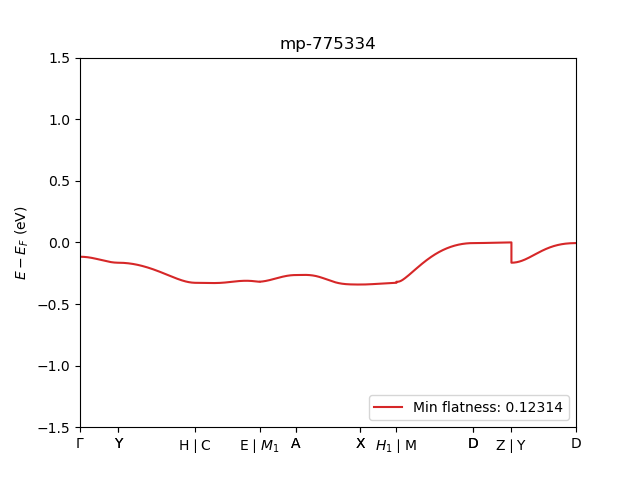 mp-775334
E − E_F (eV)
1.5
1.0
0.5
0.0
−0.5
−1.0
−1.5
Min flatness: 0.12314
Γ Y H | C E | M_1 A X H_1 | M D Z | Y D